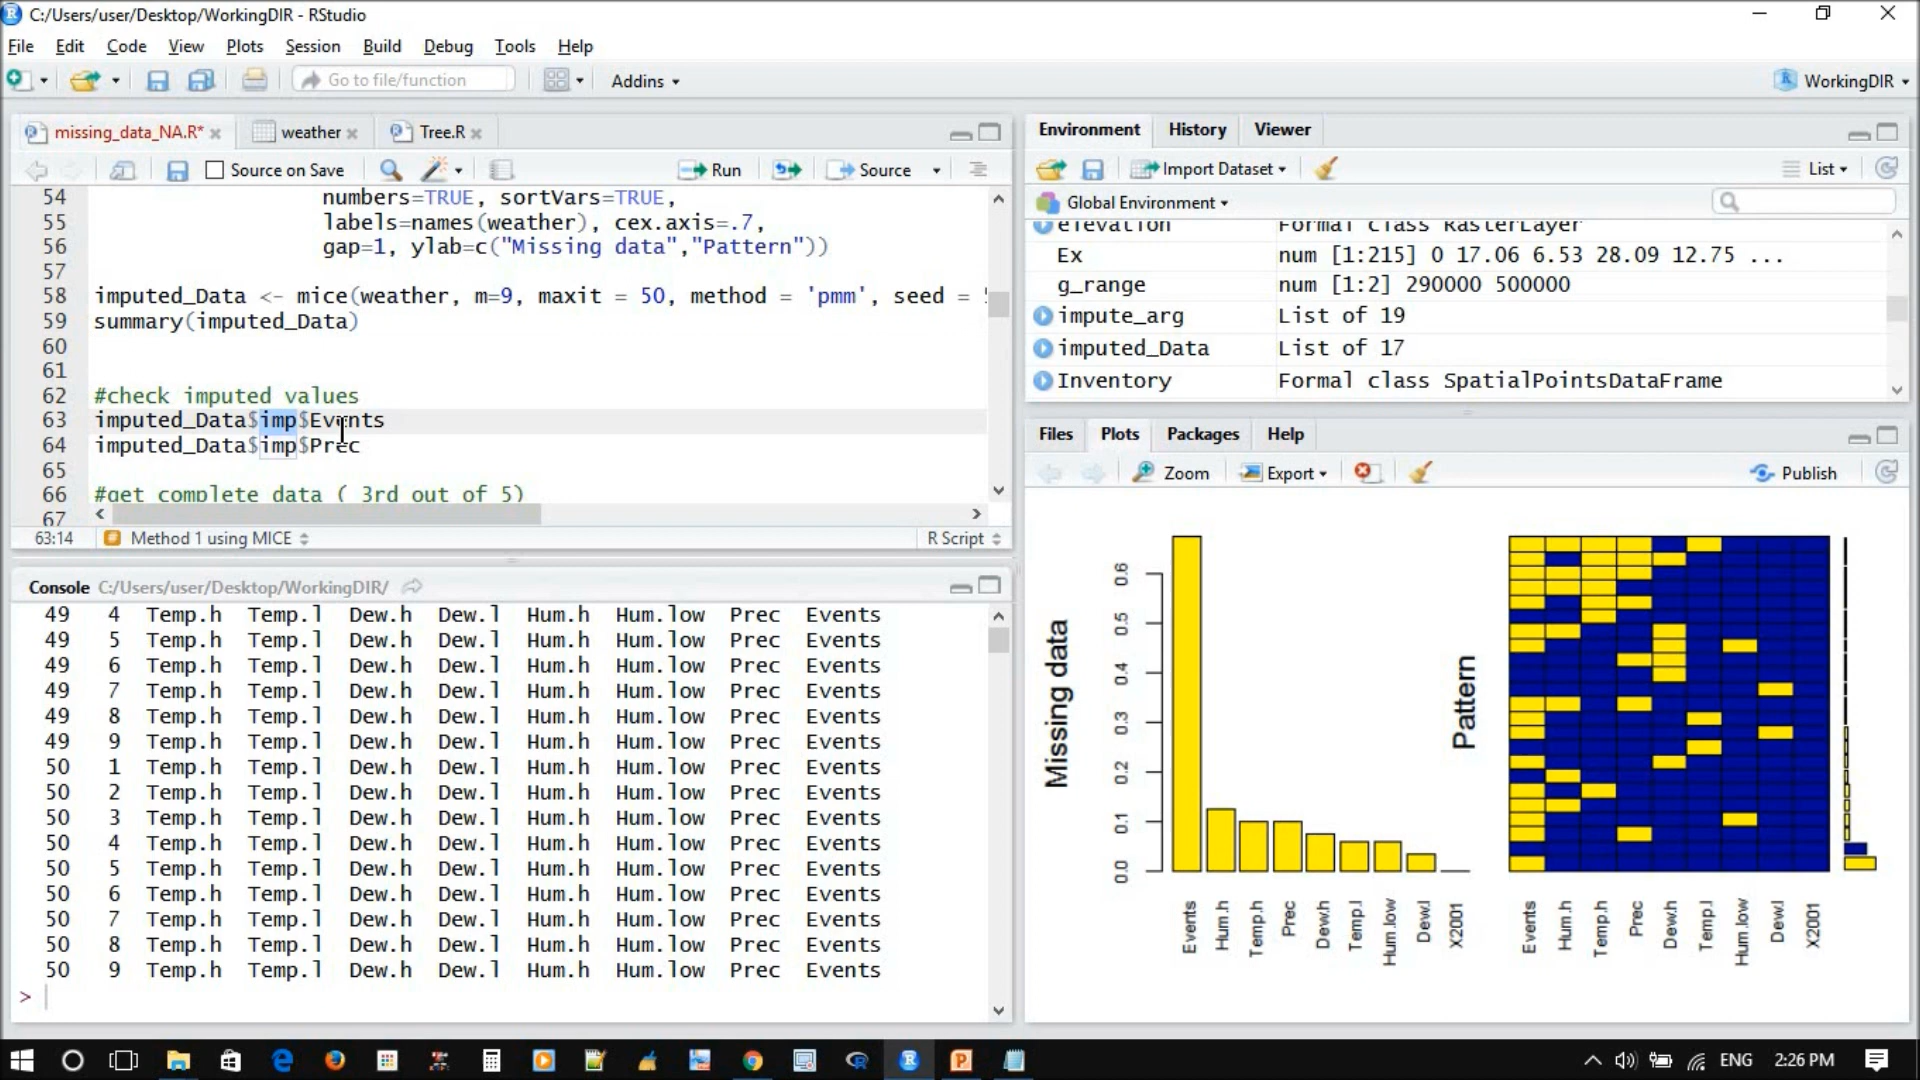 C:/Users/user/Desktop/WorkingDIR - RStudio
File Edit Code View Plots Session Build Debug Tools Help
Go to file/function Addins WorkingDIR
missing_data_NA.R* weather Tree.R
Source on Save Run Source
54 numbers=TRUE, sortVars=TRUE,
55 labels=names(weather), cex.axis=.7,
56 gap=1, ylab=c("Missing data","Pattern"))
57
58 imputed_Data <- mice(weather, m=9, maxit = 50, method = 'pmm', seed =
59 summary(imputed_Data)
60
61
62 #check imputed values
63 imputed_Data$imp$Events
64 imputed_Data$imp$Prec
65
66 #get complete data ( 3rd out of 5)
67
63:14 Method 1 using MICE R Script
Console C:/Users/user/Desktop/WorkingDIR/
49 4 Temp.h Temp.l Dew.h Dew.l Hum.h Hum.low Prec Events
49 5 Temp.h Temp.l Dew.h Dew.l Hum.h Hum.low Prec Events
49 6 Temp.h Temp.l Dew.h Dew.l Hum.h Hum.low Prec Events
49 7 Temp.h Temp.l Dew.h Dew.l Hum.h Hum.low Prec Events
49 8 Temp.h Temp.l Dew.h Dew.l Hum.h Hum.low Prec Events
49 9 Temp.h Temp.l Dew.h Dew.l Hum.h Hum.low Prec Events
50 1 Temp.h Temp.l Dew.h Dew.l Hum.h Hum.low Prec Events
50 2 Temp.h Temp.l Dew.h Dew.l Hum.h Hum.low Prec Events
50 3 Temp.h Temp.l Dew.h Dew.l Hum.h Hum.low Prec Events
50 4 Temp.h Temp.l Dew.h Dew.l Hum.h Hum.low Prec Events
50 5 Temp.h Temp.l Dew.h Dew.l Hum.h Hum.low Prec Events
50 6 Temp.h Temp.l Dew.h Dew.l Hum.h Hum.low Prec Events
50 7 Temp.h Temp.l Dew.h Dew.l Hum.h Hum.low Prec Events
50 8 Temp.h Temp.l Dew.h Dew.l Hum.h Hum.low Prec Events
50 9 Temp.h Temp.l Dew.h Dew.l Hum.h Hum.low Prec Events
>
Environment History Viewer
Import Dataset List
Global Environment
elevation Formal class RasterLayer
Ex num [1:215] 0 17.06 6.53 28.09 12.75 ...
g_range num [1:2] 290000 500000
impute_arg List of 19
imputed_Data List of 17
Inventory Formal class SpatialPointsDataFrame
Files Plots Packages Help
Zoom Export Publish
Missing data
0.6
0.5
0.4
0.3
0.2
0.1
0.0
Events Hum.h Temp.h Prec Dew.h Temp.l Hum.low Dew.l X2001
Pattern
Events Hum.h Temp.h Prec Dew.h Temp.l Hum.low Dew.l X2001
ENG 2:26 PM